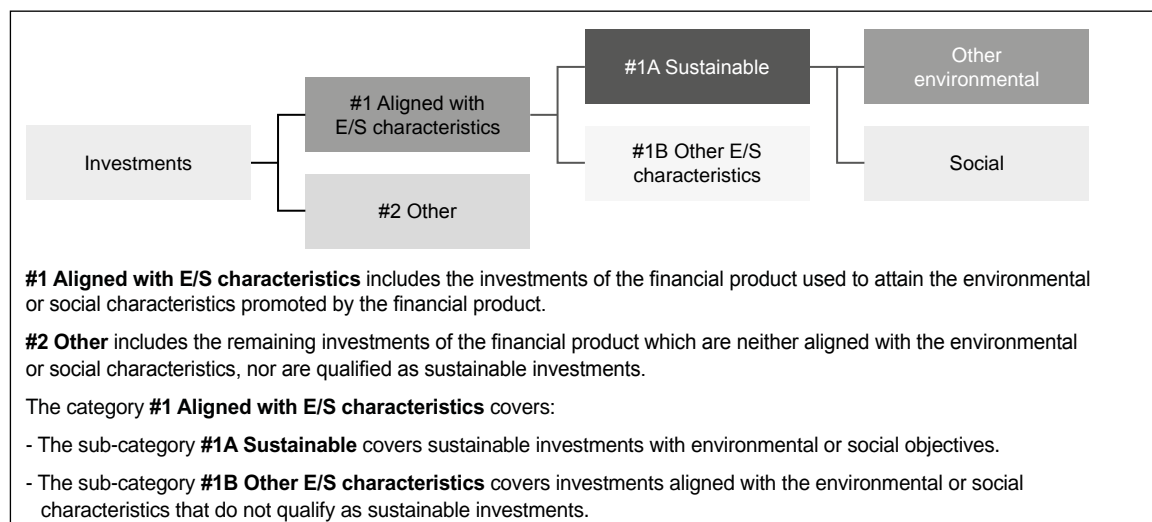 Investments
#1 Aligned with
E/S characteristics
#2 Other
#1A Sustainable
#1B Other E/S
characteristics
Other
environmental
Social
#1 Aligned with E/S characteristics includes the investments of the financial product used to attain the environmental
or social characteristics promoted by the financial product.
#2 Other includes the remaining investments of the financial product which are neither aligned with the environmental
or social characteristics, nor are qualified as sustainable investments.
The category #1 Aligned with E/S characteristics covers:
- The sub-category #1A Sustainable covers sustainable investments with environmental or social objectives.
- The sub-category #1B Other E/S characteristics covers investments aligned with the environmental or social
characteristics that do not qualify as sustainable investments.